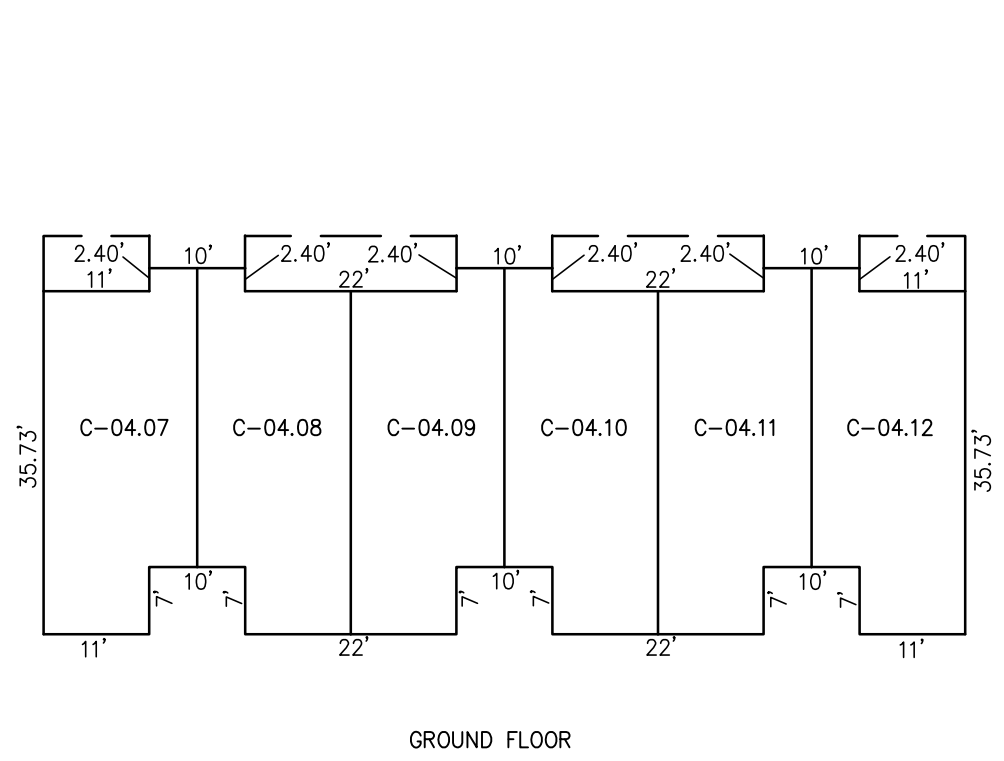 2.40' 10' 2.40' 2.40' 10' 2.40' 2.40' 10' 2.40'
11' 22' 22' 11'
C-04.07 C-04.08 C-04.09 C-04.10 C-04.11 C-04.12
35.73' 35.73'
10' 10' 10'
7' 7' 7' 7' 7' 7'
11' 22' 22' 11'
GROUND FLOOR